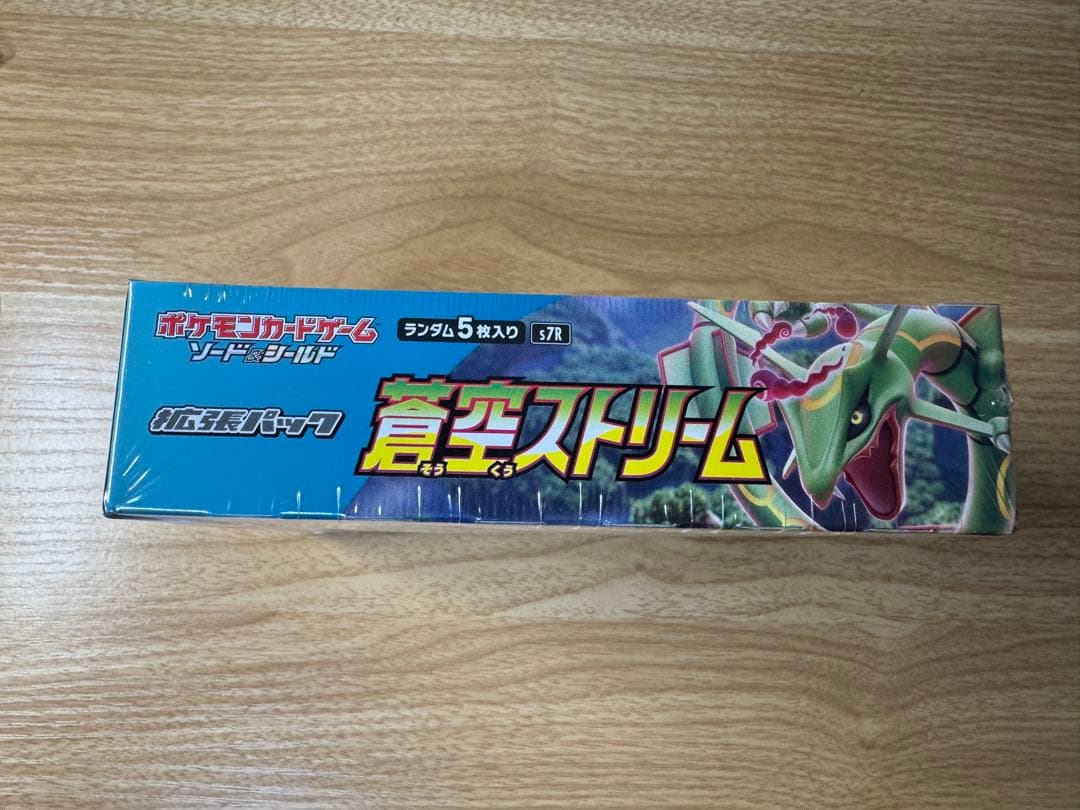 ポケモンカードゲーム
ソード&シールド
ランダム5枚入り
s7R
拡張パック
蒼空ストリーム
そう くう